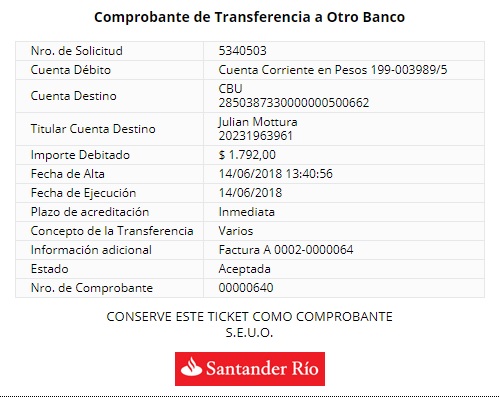 Comprobante de Transferencia a Otro Banco
Nro. de Solicitud 5340503
Cuenta Débito Cuenta Corriente en Pesos 199-003989/5
Cuenta Destino CBU
2850387330000000500662
Titular Cuenta Destino Julian Mottura
20231963961
Importe Debitado $ 1.792,00
Fecha de Alta 14/06/2018 13:40:56
Fecha de Ejecución 14/06/2018
Plazo de acreditación Inmediata
Concepto de la Transferencia Varios
Información adicional Factura A 0002-0000064
Estado Aceptada
Nro. de Comprobante 00000640
CONSERVE ESTE TICKET COMO COMPROBANTE
S.E.U.O.
Santander Río